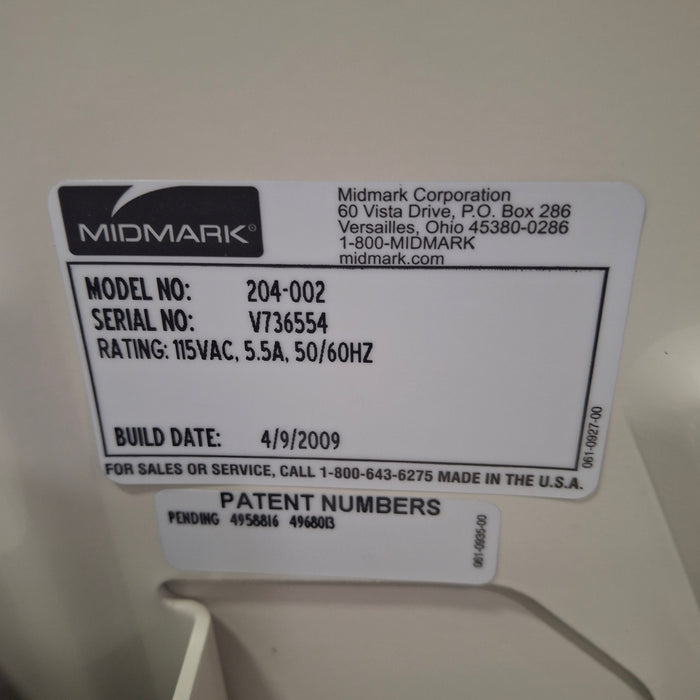 MIDMARK®
Midmark Corporation
60 Vista Drive, P.O. Box 286
Versailles, Ohio 45380-0286
1-800-MIDMARK
midmark.com
MODEL NO: 204-002
SERIAL NO: V736554
RATING: 115VAC, 5.5A, 50/60HZ
BUILD DATE: 4/9/2009
061-0927-00
FOR SALES OR SERVICE, CALL 1-800-643-6275 MADE IN THE U.S.A.
PATENT NUMBERS
PENDING 4958816 4968013
061-0935-00